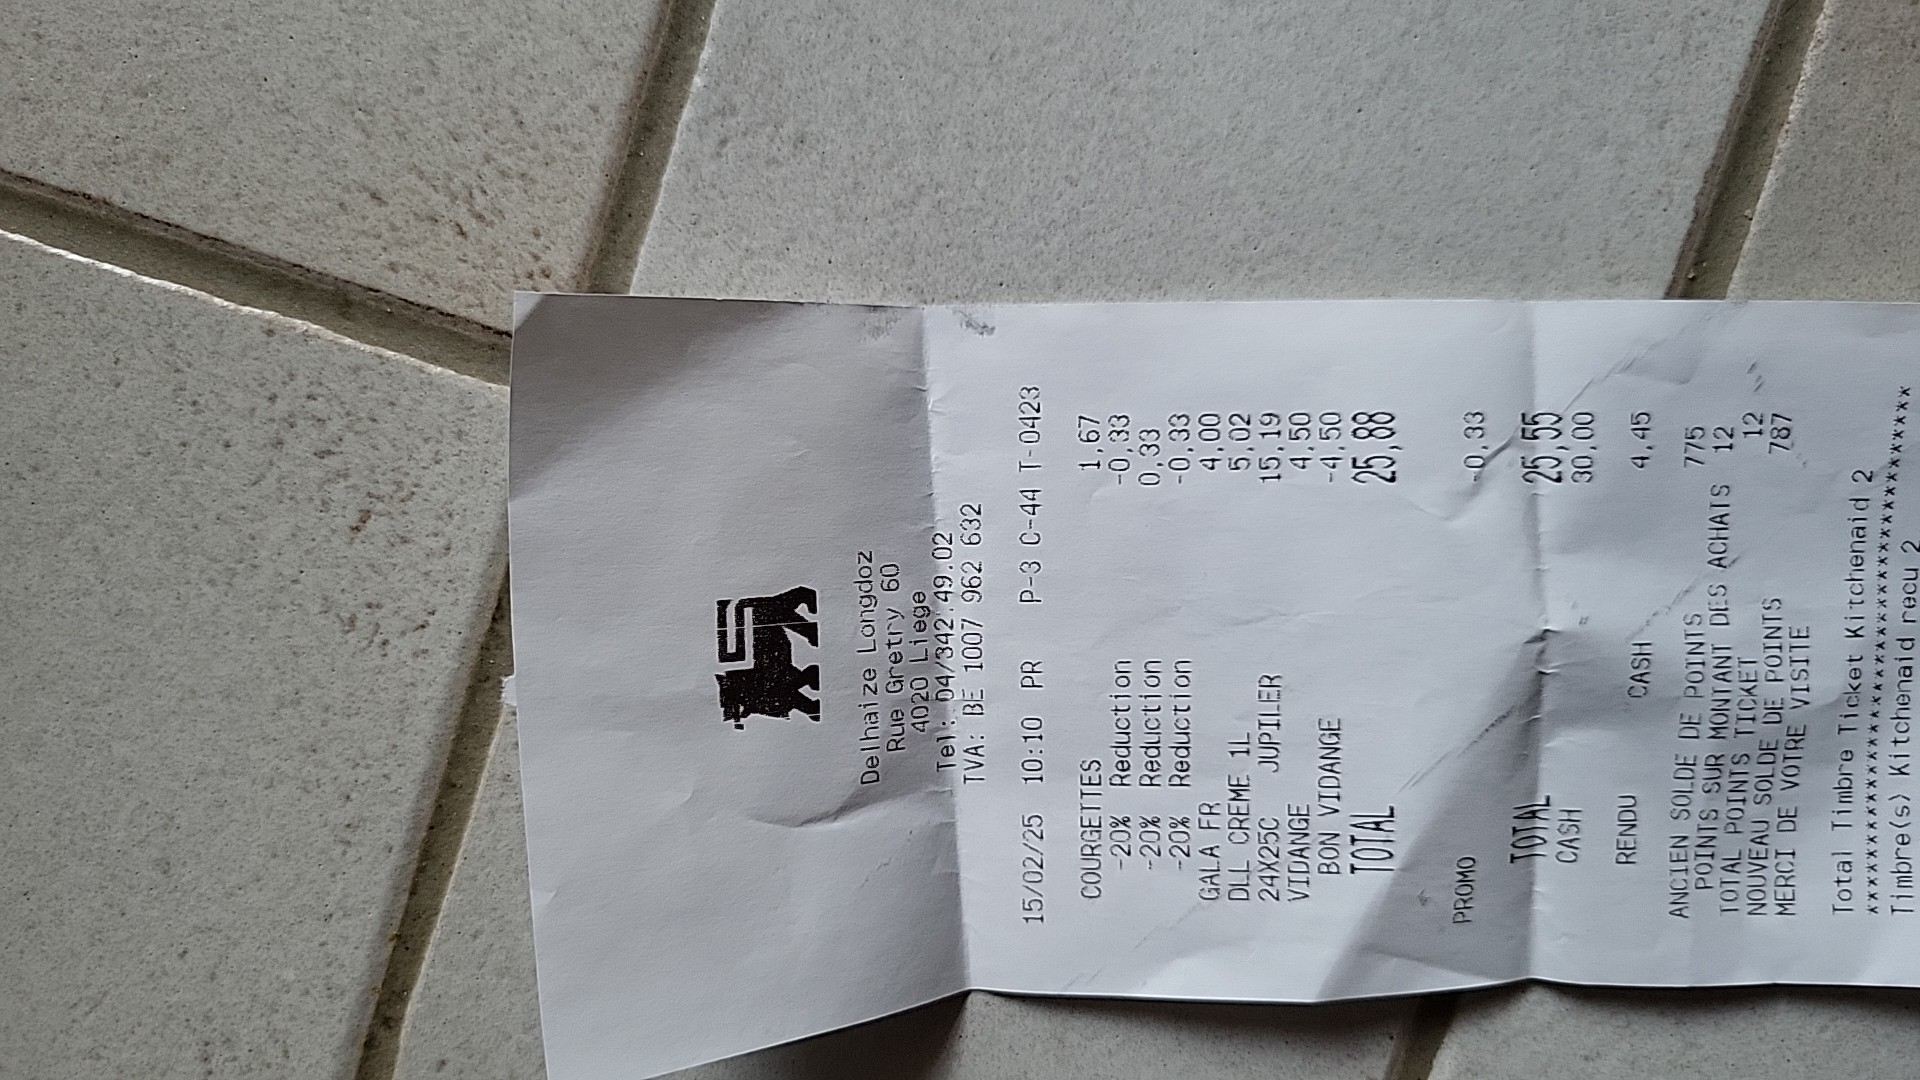 Delhaize Longdoz
Rue Gretry 60
4020 Liege
Tel: 04/342.49.02
TVA: BE 1007 962 632
15/02/25 10:10 PR P-3 C-44 T-0423
COURGETTES 1,67
-20% Reduction -0,33
-20% Reduction 0,33
-20% Reduction -0,33
GALA FR 4,00
DLL CREME 1L 5,02
24X25C JUPILER 15,19
VIDANGE 4,50
BON VIDANGE -4,50
TOTAL 25,88
PROMO -0,33
TOTAL 25,55
CASH 30,00
RENDU CASH 4,45
ANCIEN SOLDE DE POINTS 775
POINTS SUR MONTANT DES ACHATS 12
TOTAL POINTS TICKET 12
NOUVEAU SOLDE DE POINTS 787
MERCI DE VOTRE VISITE
Total Timbre Ticket Kitchenaid 2
****************************************
Timbre(s) Kitchenaid recu 2